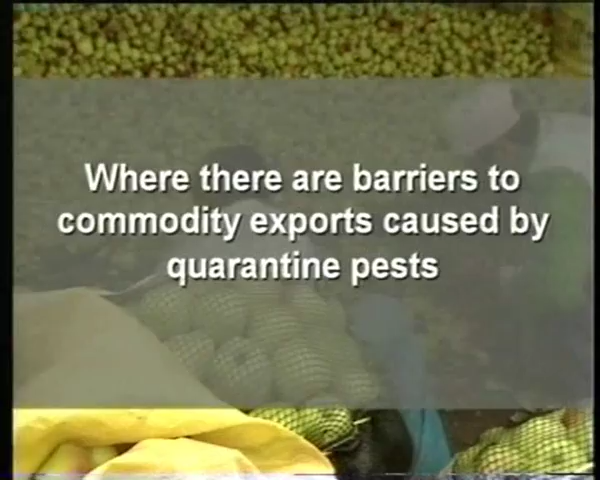 Where there are barriers to
commodity exports caused by
quarantine pests